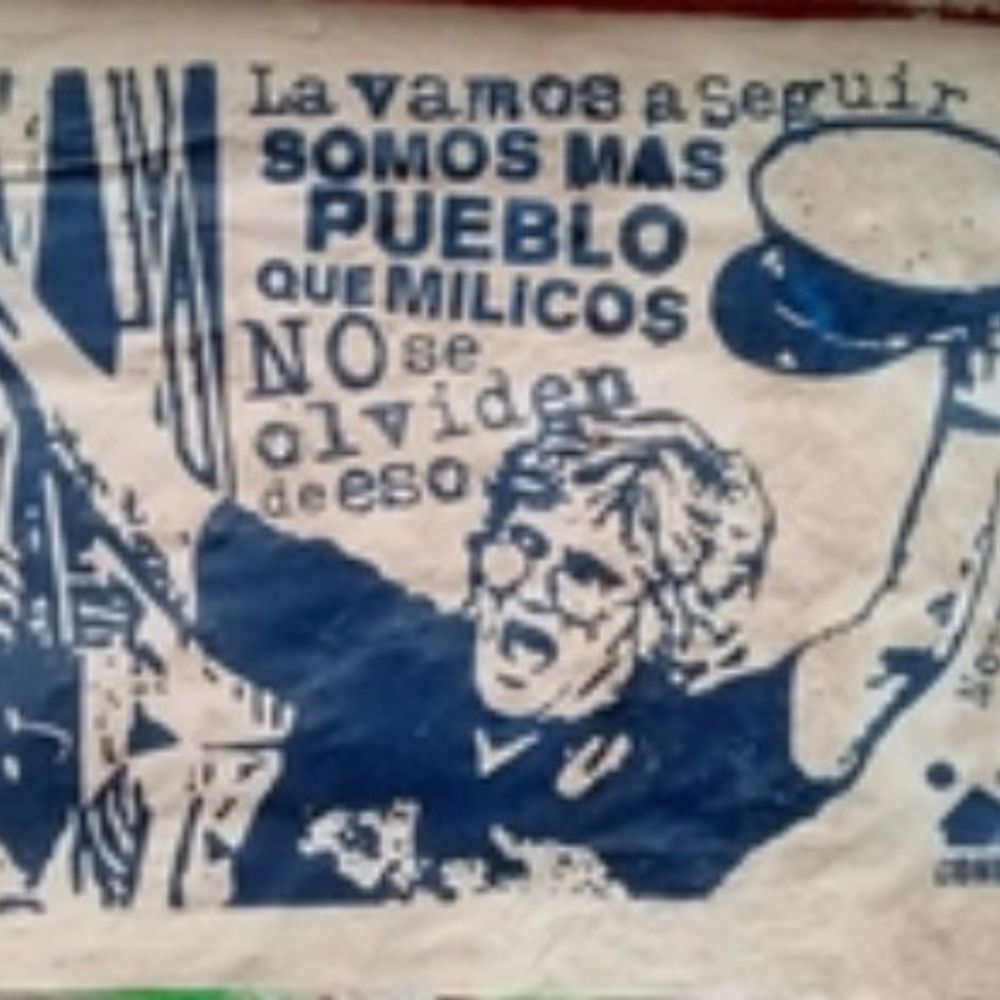 La vamos a Seguir
SOMOS MAS
PUEBLO
QUE MILICOS
NO se
olviden
de eso